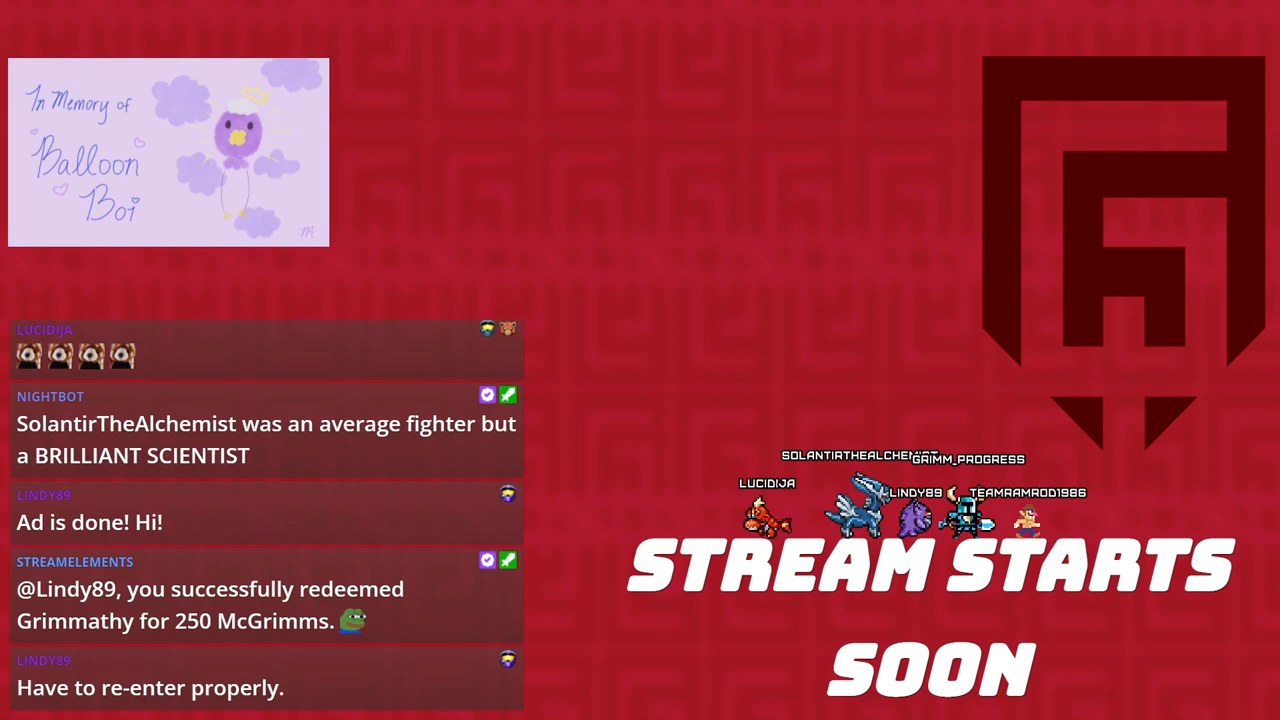 In Memory of
Balloon
Boi
LUCIDIJA
NIGHTBOT
SolantirTheAlchemist was an average fighter but
a BRILLIANT SCIENTIST
LINDY89
Ad is done! Hi!
STREAMELEMENTS
@Lindy89, you successfully redeemed
Grimmathy for 250 McGrimms.
LINDY89
Have to re-enter properly.
SOLANTIRTHEALCHEMIST
GRIMM_PROGRESS
LUCIDIJA
LINDY89
TEAMRAMROD1986
STREAM STARTS
SOON